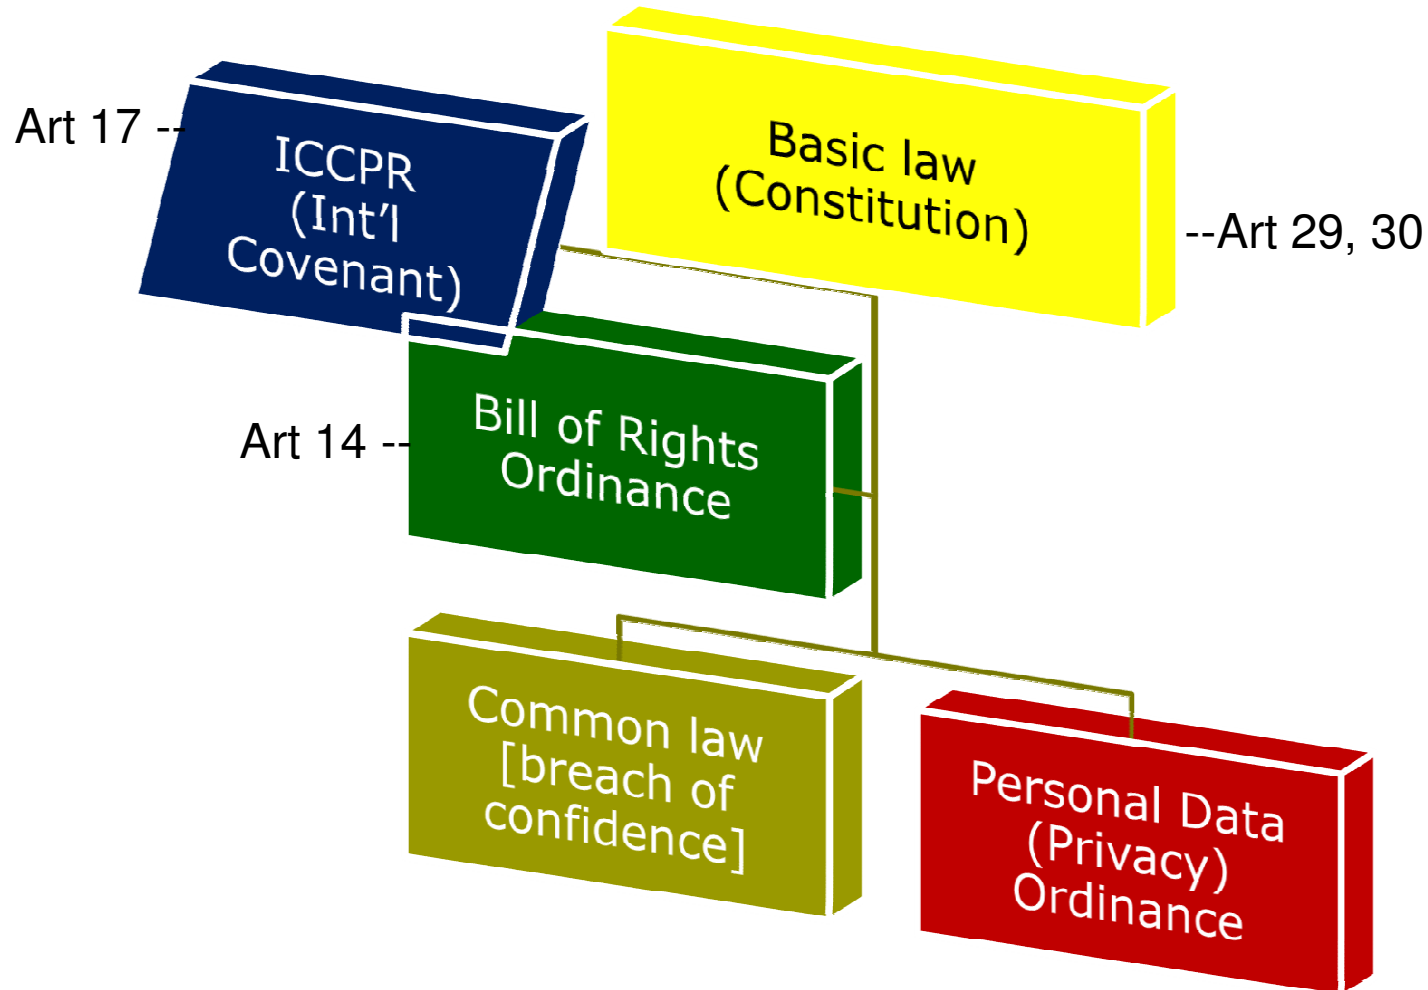 Art 17 --
ICCPR
(Int'l
Covenant)
Basic law
(Constitution)
--Art 29, 30
Art 14 --
Bill of Rights
Ordinance
Common law
[breach of
confidence]
Personal Data
(Privacy)
Ordinance